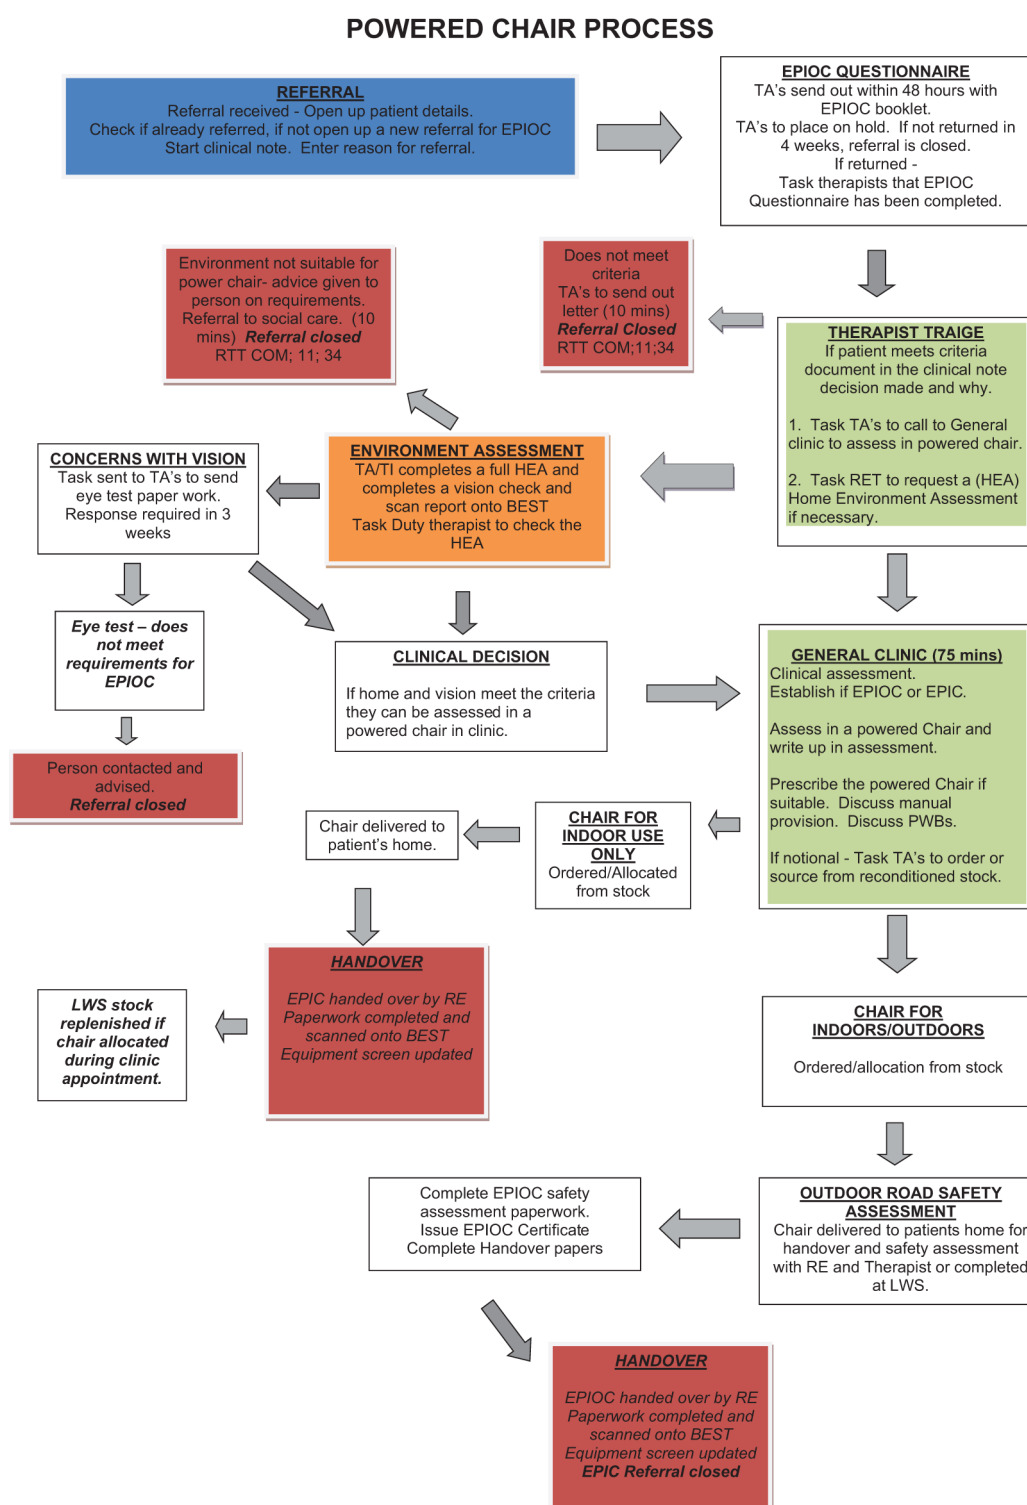 POWERED CHAIR PROCESS
REFERRAL
Referral received - Open up patient details.
Check if already referred, if not open up a new referral for EPIOC
Start clinical note.  Enter reason for referral.
EPIOC QUESTIONNAIRE
TA's send out within 48 hours with
EPIOC booklet.
TA's to place on hold.  If not returned in
4 weeks, referral is closed.
If returned -
Task therapists that EPIOC
Questionnaire has been completed.
Environment not suitable for
power chair- advice given to
person on requirements.
Referral to social care.  (10
mins)  Referral closed
RTT COM; 11; 34
Does not meet
criteria
TA's to send out
letter (10 mins)
Referral Closed
RTT COM;11;34
THERAPIST TRAIGE
If patient meets criteria
document in the clinical note
decision made and why.
1.  Task TA's to call to General
clinic to assess in powered chair.
2.  Task RET to request a (HEA)
Home Environment Assessment
if necessary.
ENVIRONMENT ASSESSMENT
TA/TI completes a full HEA and
completes a vision check and
scan report onto BEST
Task Duty therapist to check the
HEA
CONCERNS WITH VISION
Task sent to TA's to send
eye test paper work.
Response required in 3
weeks
Eye test – does
not meet
requirements for
EPIOC
Person contacted and
advised.
Referral closed
CLINICAL DECISION
If home and vision meet the criteria
they can be assessed in a
powered chair in clinic.
GENERAL CLINIC (75 mins)
Clinical assessment.
Establish if EPIOC or EPIC.
Assess in a powered Chair and
write up in assessment.
Prescribe the powered Chair if
suitable.  Discuss manual
provision.  Discuss PWBs.
If notional - Task TA's to order or
source from reconditioned stock.
CHAIR FOR
INDOOR USE
ONLY
Ordered/Allocated
from stock
Chair delivered to
patient's home.
HANDOVER
EPIC handed over by RE
Paperwork completed and
scanned onto BEST
Equipment screen updated
LWS stock
replenished if
chair allocated
during clinic
appointment.
CHAIR FOR
INDOORS/OUTDOORS
Ordered/allocation from stock
OUTDOOR ROAD SAFETY
ASSESSMENT
Chair delivered to patients home for
handover and safety assessment
with RE and Therapist or completed
at LWS.
Complete EPIOC safety
assessment paperwork.
Issue EPIOC Certificate
Complete Handover papers
HANDOVER
EPIOC handed over by RE
Paperwork completed and
scanned onto BEST
Equipment screen updated
EPIC Referral closed